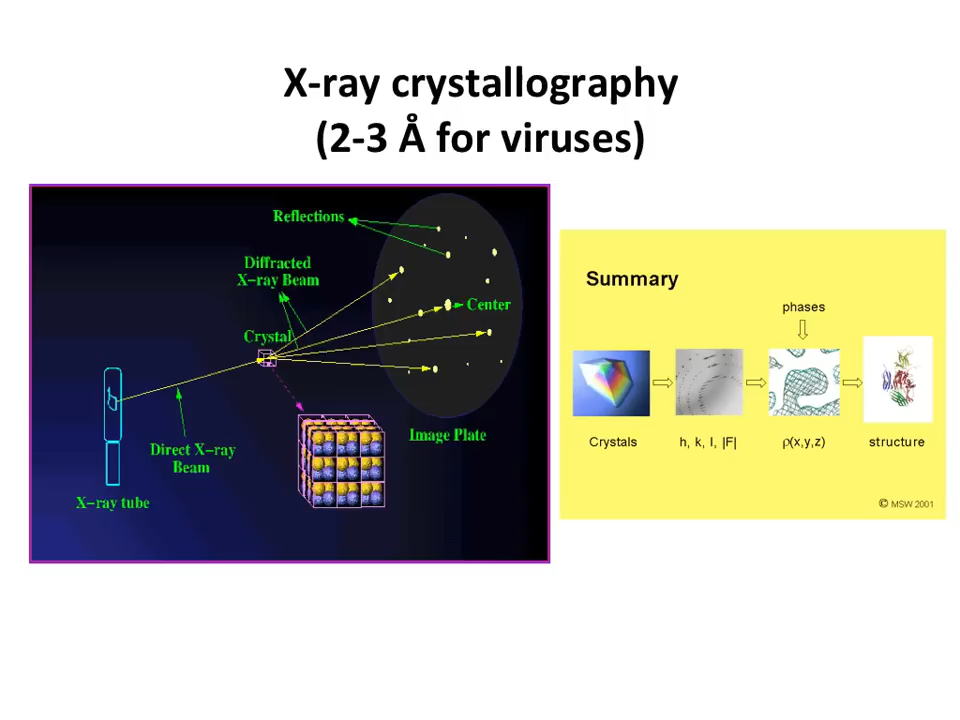 X-ray crystallography
(2-3 Å for viruses)
Reflections
Diffracted
X-ray Beam
Center
Crystal
Image Plate
Direct X-ray
Beam
X-ray tube
Summary
phases
Crystals
h, k, l, |F|
ρ(x,y,z)
structure
© MSW 2001